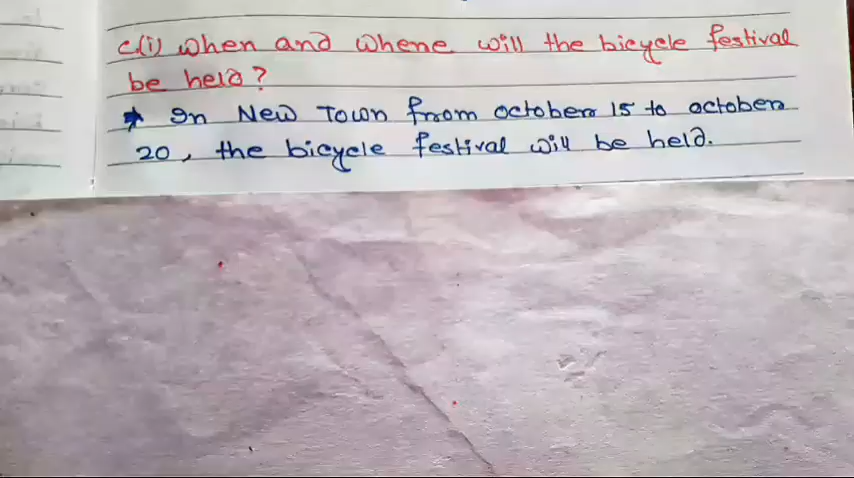 c.(i) when and where will the bicycle festival
be held?
* In New Town from october 15 to october
20, the bicycle festival will be held.